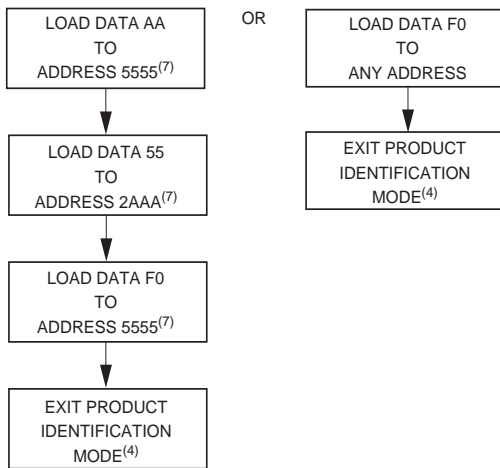 LOAD DATA AA
TO
ADDRESS 5555(7)
LOAD DATA 55
TO
ADDRESS 2AAA(7)
LOAD DATA F0
TO
ADDRESS 5555(7)
EXIT PRODUCT
IDENTIFICATION
MODE(4)
OR
LOAD DATA F0
TO
ANY ADDRESS
EXIT PRODUCT
IDENTIFICATION
MODE(4)